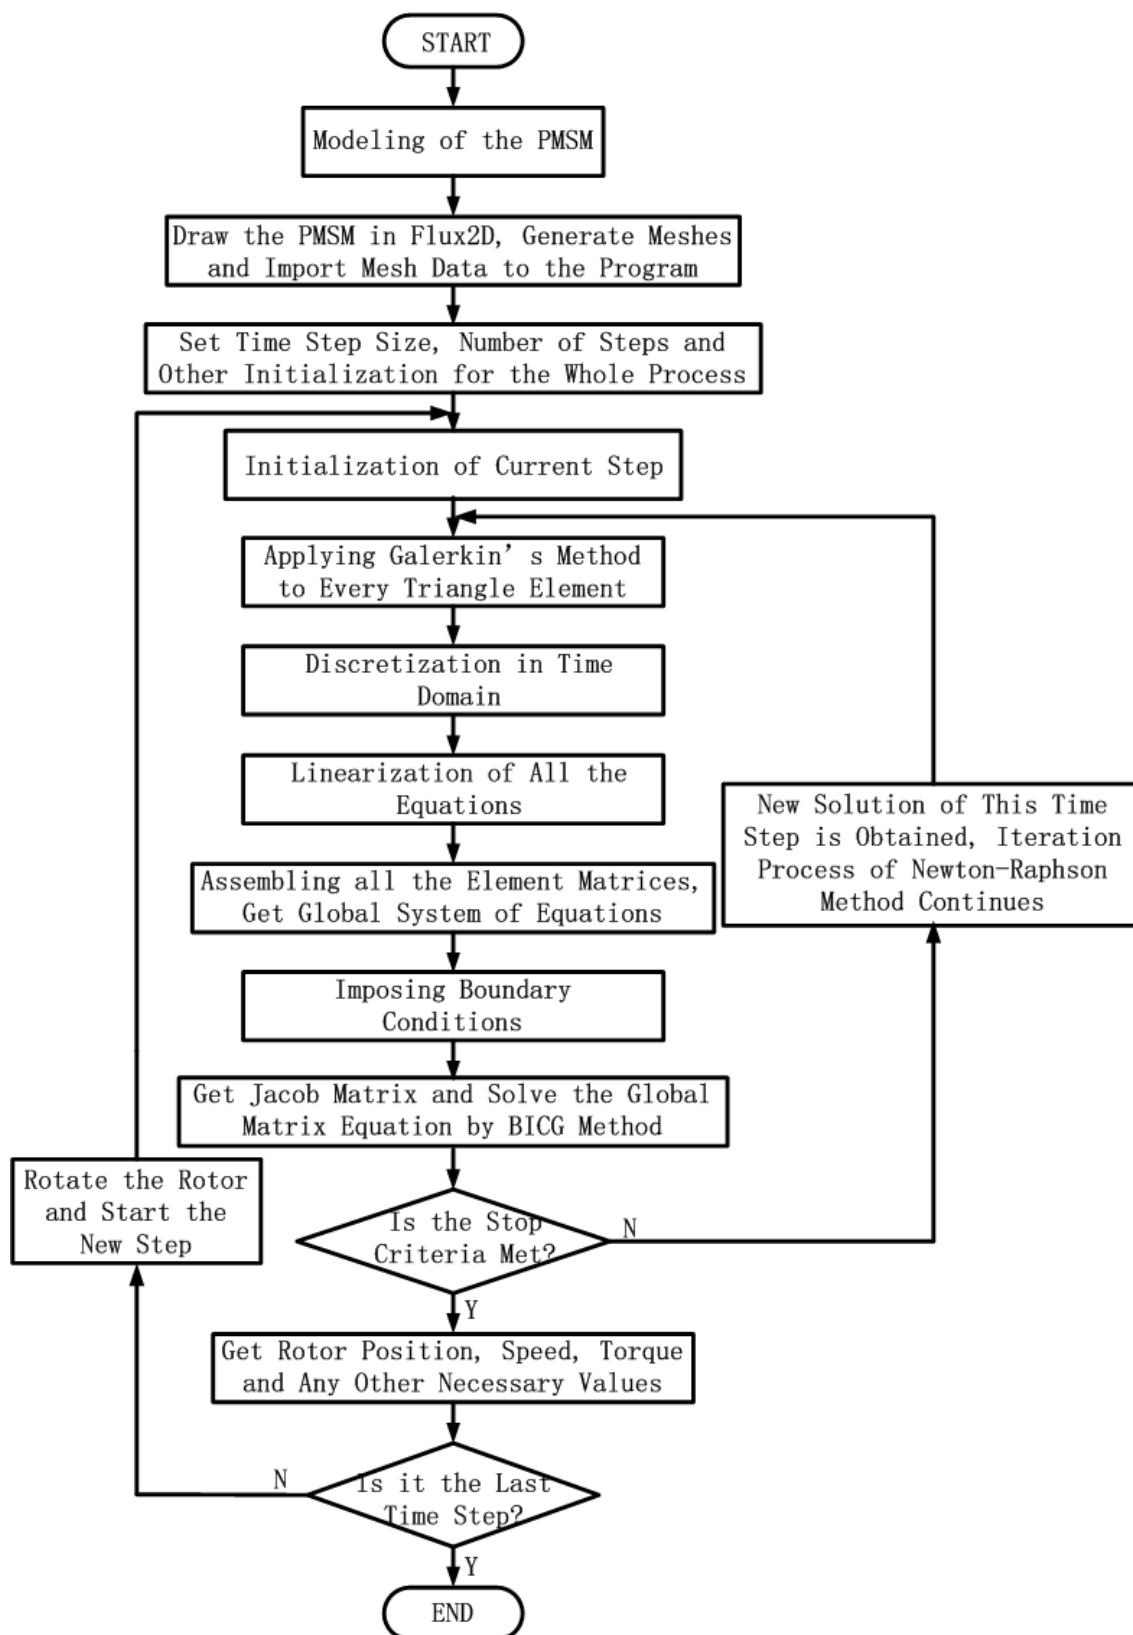 START
Modeling of the PMSM
Draw the PMSM in Flux2D, Generate Meshes
and Import Mesh Data to the Program
Set Time Step Size, Number of Steps and
Other Initialization for the Whole Process
Initialization of Current Step
Applying Galerkin's Method
to Every Triangle Element
Discretization in Time
Domain
Linearization of All the
Equations
New Solution of This Time
Step is Obtained, Iteration
Process of Newton-Raphson
Method Continues
Assembling all the Element Matrices,
Get Global System of Equations
Imposing Boundary
Conditions
Get Jacob Matrix and Solve the Global
Matrix Equation by BICG Method
Rotate the Rotor
and Start the
New Step
Is the Stop
Criteria Met?
N
Y
Get Rotor Position, Speed, Torque
and Any Other Necessary Values
N
Is it the Last
Time Step?
Y
END